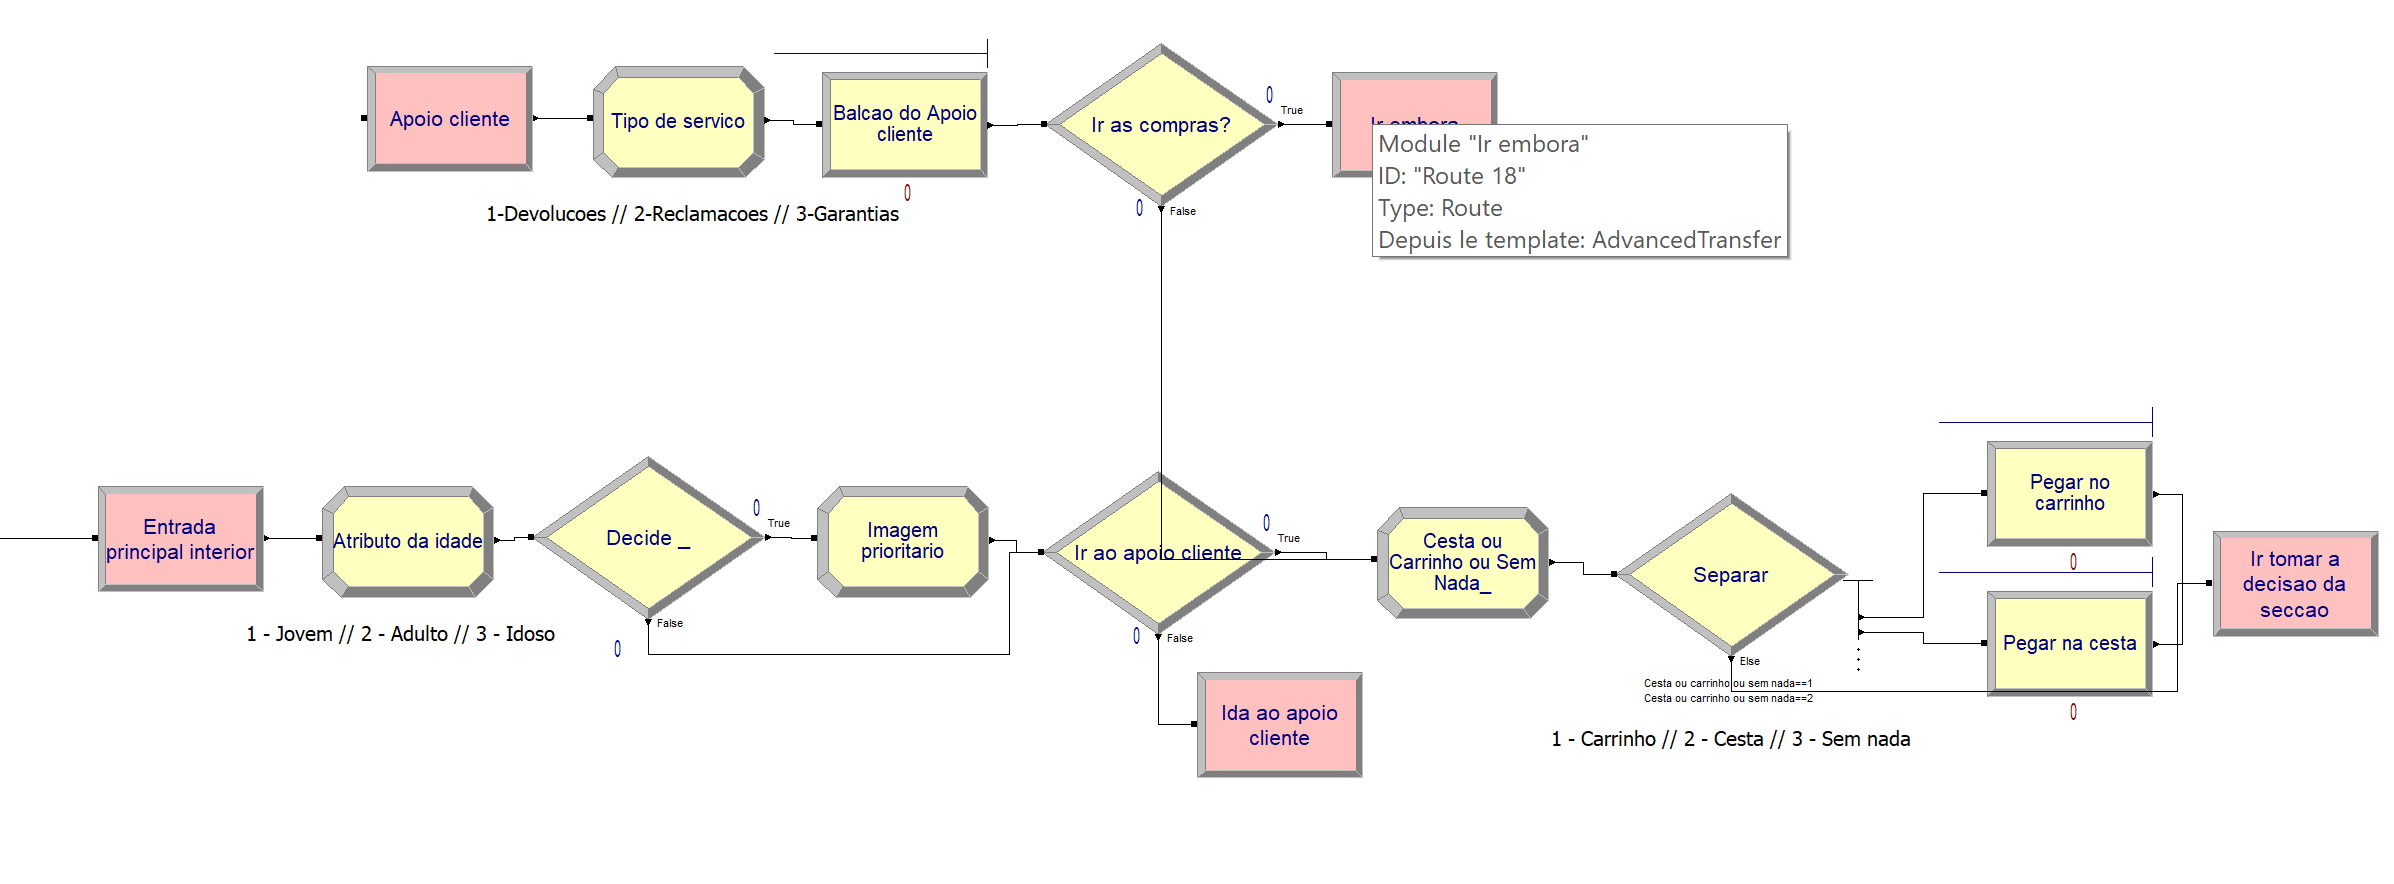 Apoio cliente
Tipo de servico
Balcao do Apoio
cliente
0
1-Devolucoes // 2-Reclamacoes // 3-Garantias
Ir as compras?
0
True
0
False
Ir embora
Module "Ir embora"
ID: "Route 18"
Type: Route
Depuis le template: AdvancedTransfer
Entrada
principal interior
Atributo da idade
1 - Jovem // 2 - Adulto // 3 - Idoso
Decide _
0
True
0
False
Imagem
prioritario
Ir ao apoio cliente
0
True
0
False
Ida ao apoio
cliente
Cesta ou
Carrinho ou Sem
Nada_
Separar
Else
Cesta ou carrinho ou sem nada==1
Cesta ou carrinho ou sem nada==2
1 - Carrinho // 2 - Cesta // 3 - Sem nada
Pegar no
carrinho
0
Pegar na cesta
0
Ir tomar a
decisao da
seccao